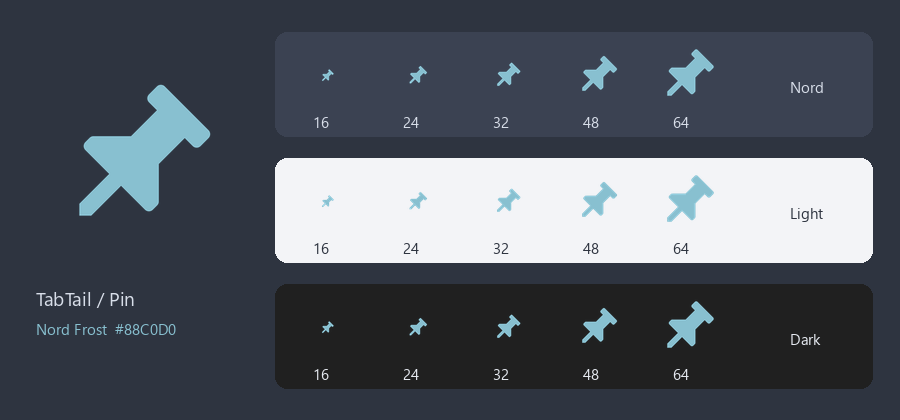 Nord
16 24 32 48 64
Light
16 24 32 48 64
TabTail / Pin
Nord Frost #88C0D0
Dark
16 24 32 48 64